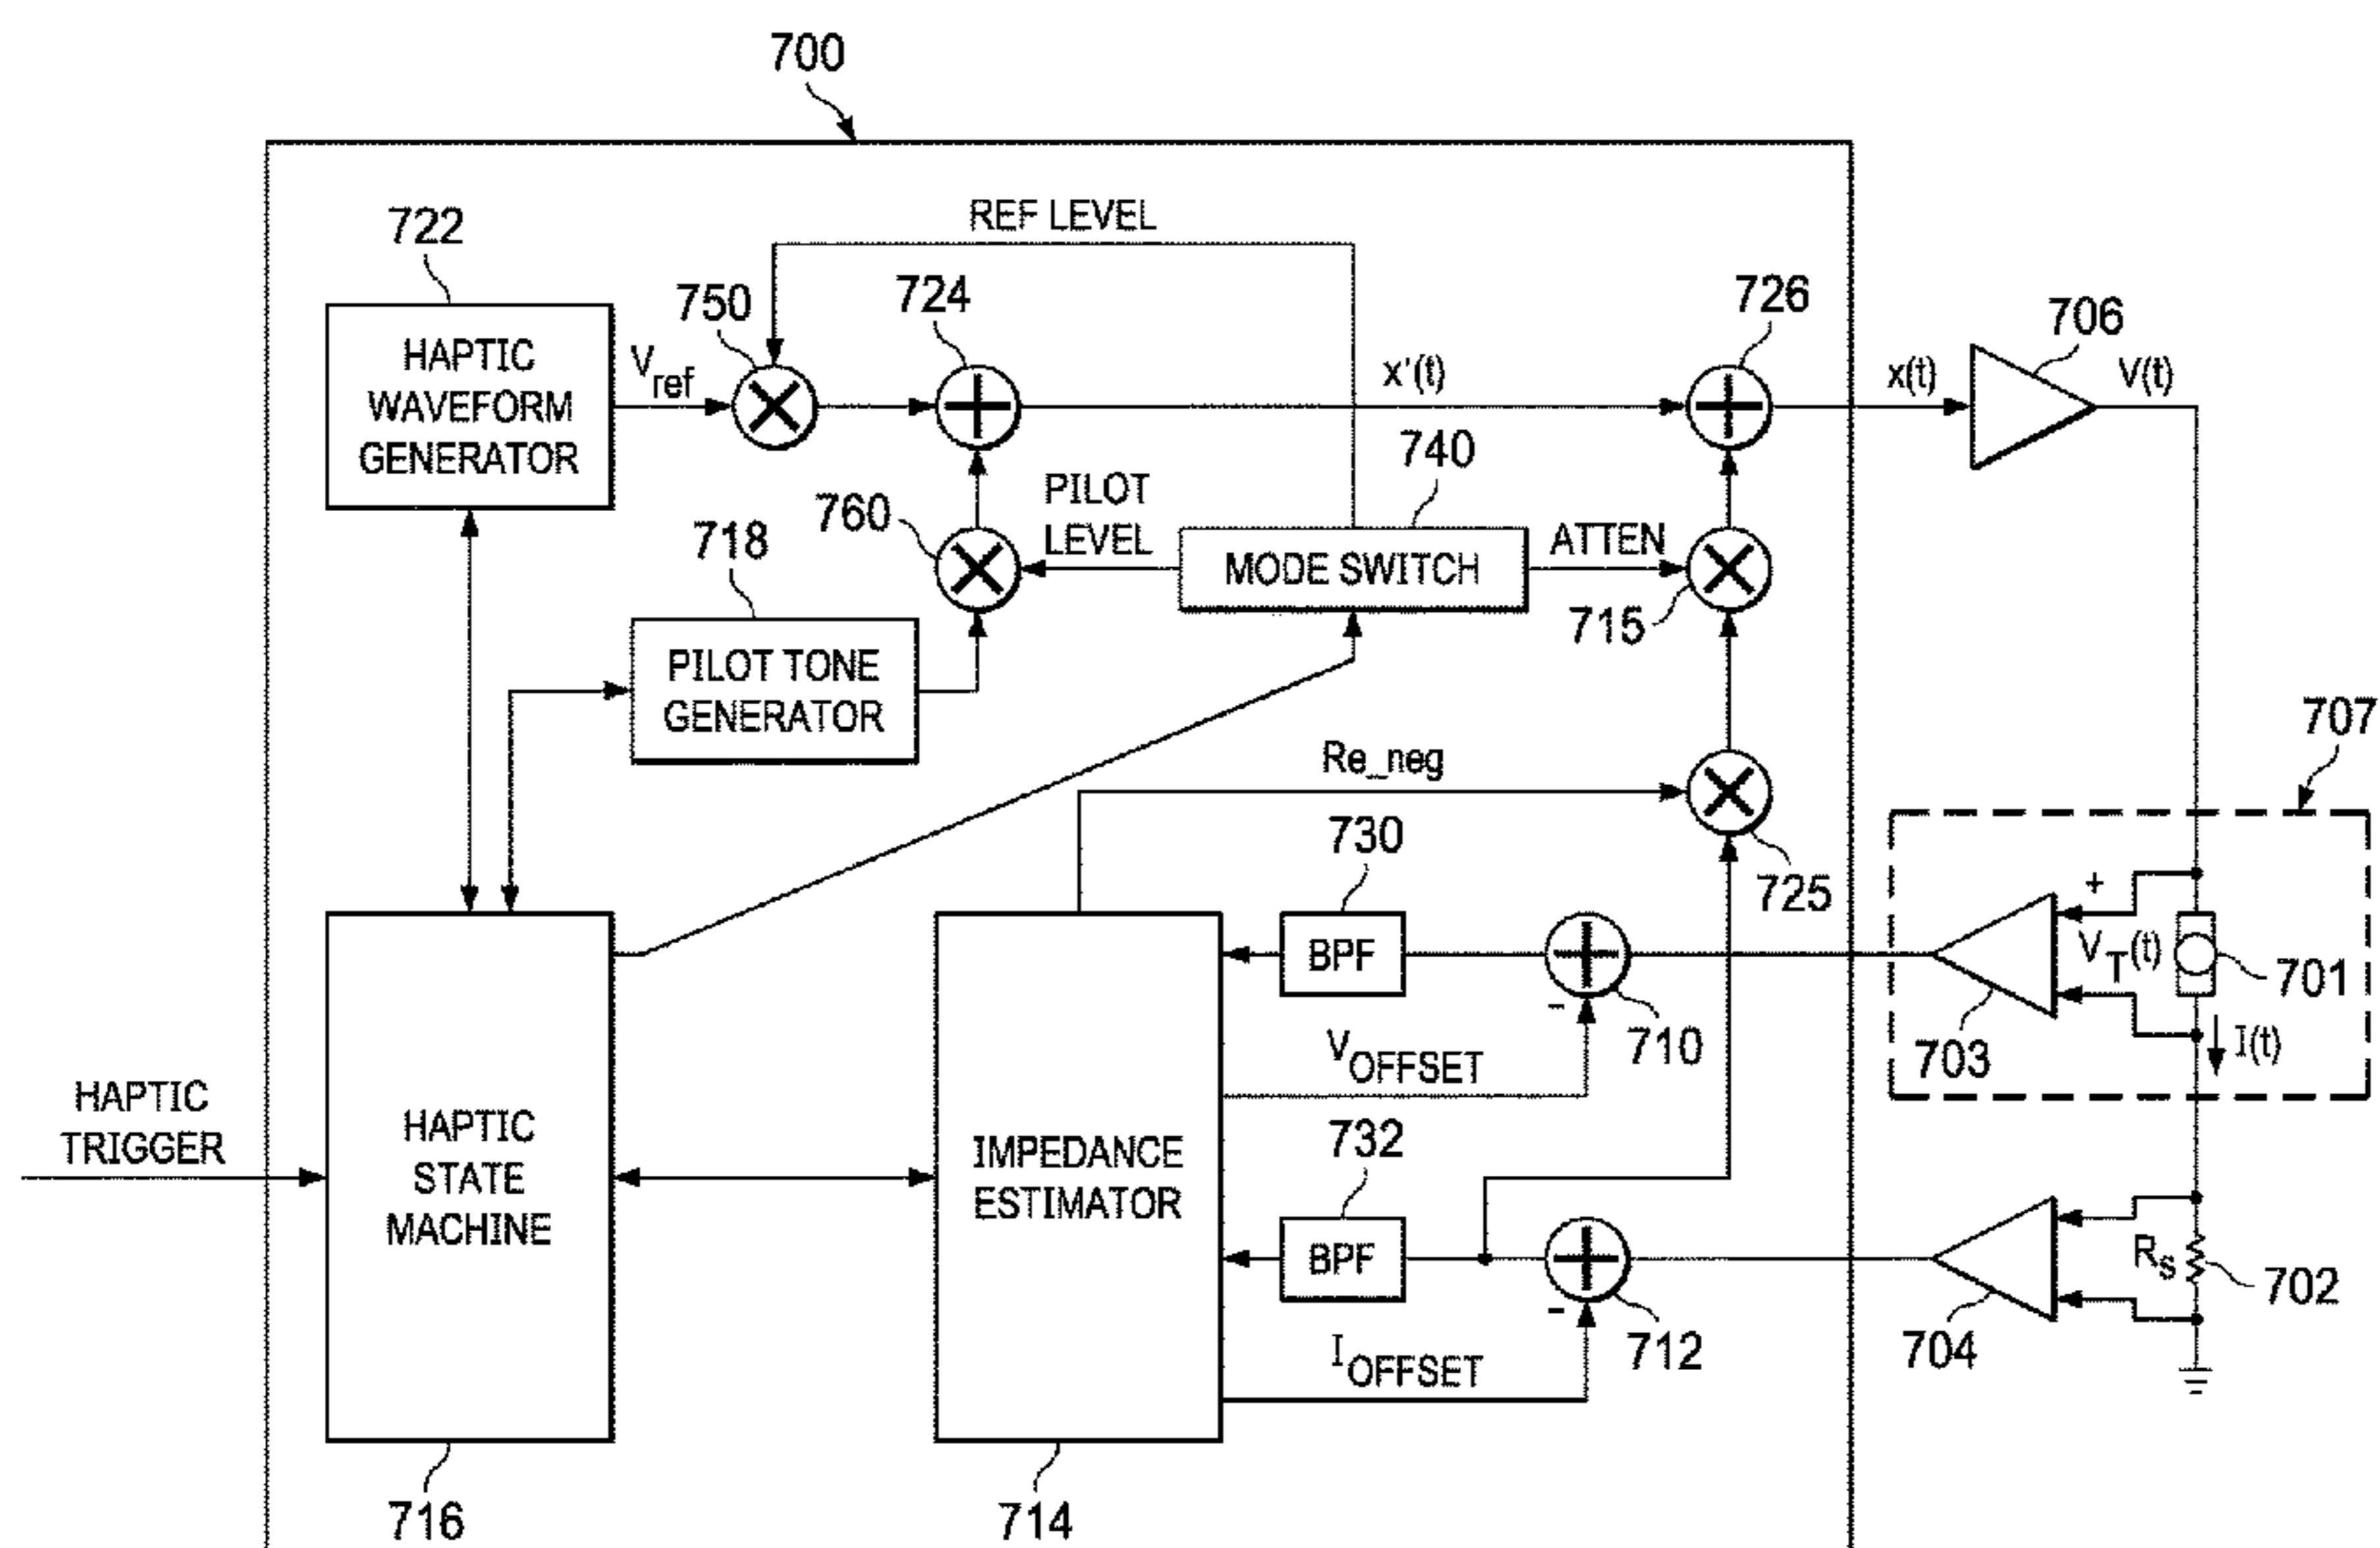 700
722
REF LEVEL
750
724
726
706
HAPTIC
WAVEFORM
GENERATOR
Vref
x'(t)
x(t)
V(t)
740
760
PILOT
LEVEL
718
MODE SWITCH
ATTEN
715
PILOT TONE
GENERATOR
707
Re_neg
730
725
BPF
+
VT(t)
701
-
710
703
I(t)
VOFFSET
HAPTIC
TRIGGER
HAPTIC
STATE
MACHINE
IMPEDANCE
ESTIMATOR
732
BPF
Rs
702
-
712
704
IOFFSET
716
714